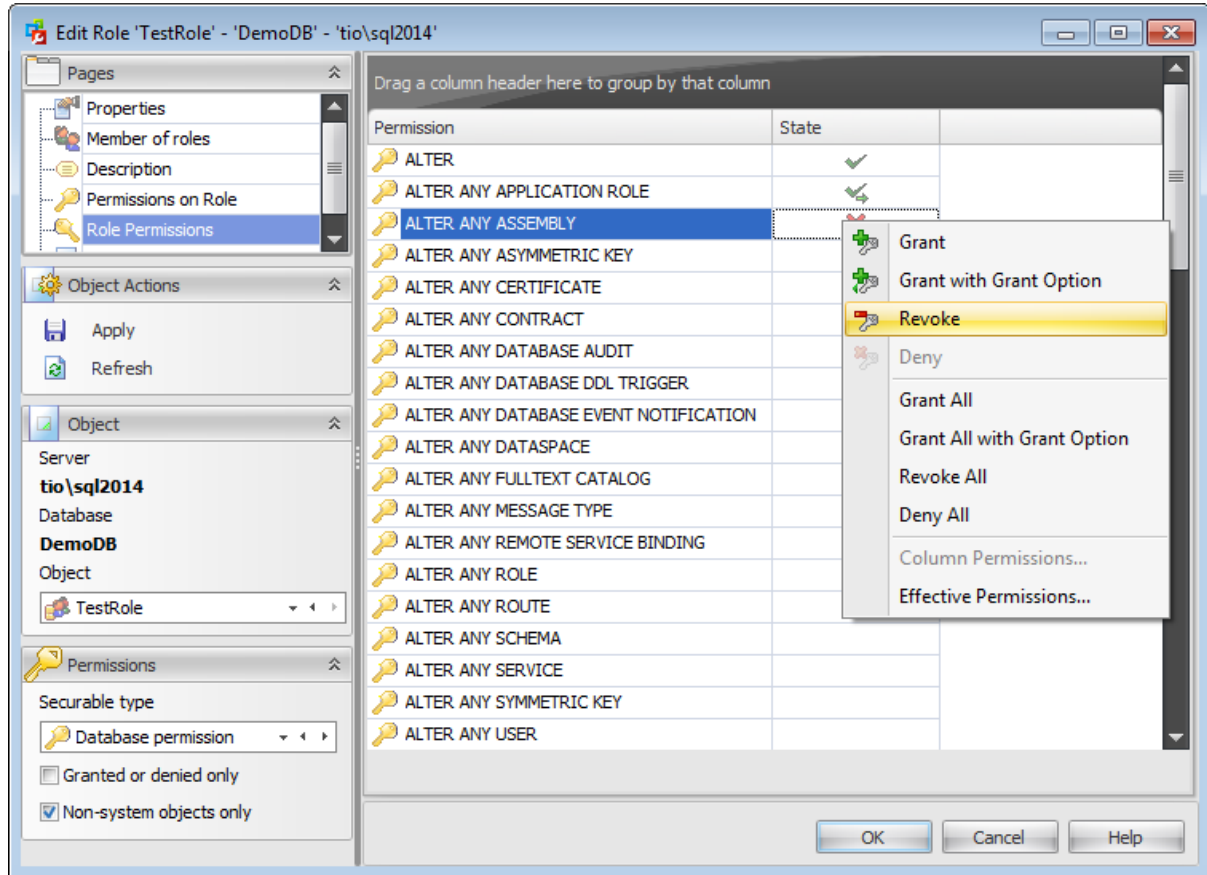 Edit Role 'TestRole' - 'DemoDB' - 'tio\sql2014'
Pages
Properties
Member of roles
Description
Permissions on Role
Role Permissions
Object Actions
Apply
Refresh
Object
Server
tio\sql2014
Database
DemoDB
Object
TestRole
Permissions
Securable type
Database permission
Granted or denied only
Non-system objects only
Drag a column header here to group by that column
Permission State
ALTER
ALTER ANY APPLICATION ROLE
ALTER ANY ASSEMBLY
ALTER ANY ASYMMETRIC KEY
ALTER ANY CERTIFICATE
ALTER ANY CONTRACT
ALTER ANY DATABASE AUDIT
ALTER ANY DATABASE DDL TRIGGER
ALTER ANY DATABASE EVENT NOTIFICATION
ALTER ANY DATASPACE
ALTER ANY FULLTEXT CATALOG
ALTER ANY MESSAGE TYPE
ALTER ANY REMOTE SERVICE BINDING
ALTER ANY ROLE
ALTER ANY ROUTE
ALTER ANY SCHEMA
ALTER ANY SERVICE
ALTER ANY SYMMETRIC KEY
ALTER ANY USER
Grant
Grant with Grant Option
Revoke
Deny
Grant All
Grant All with Grant Option
Revoke All
Deny All
Column Permissions...
Effective Permissions...
OK Cancel Help